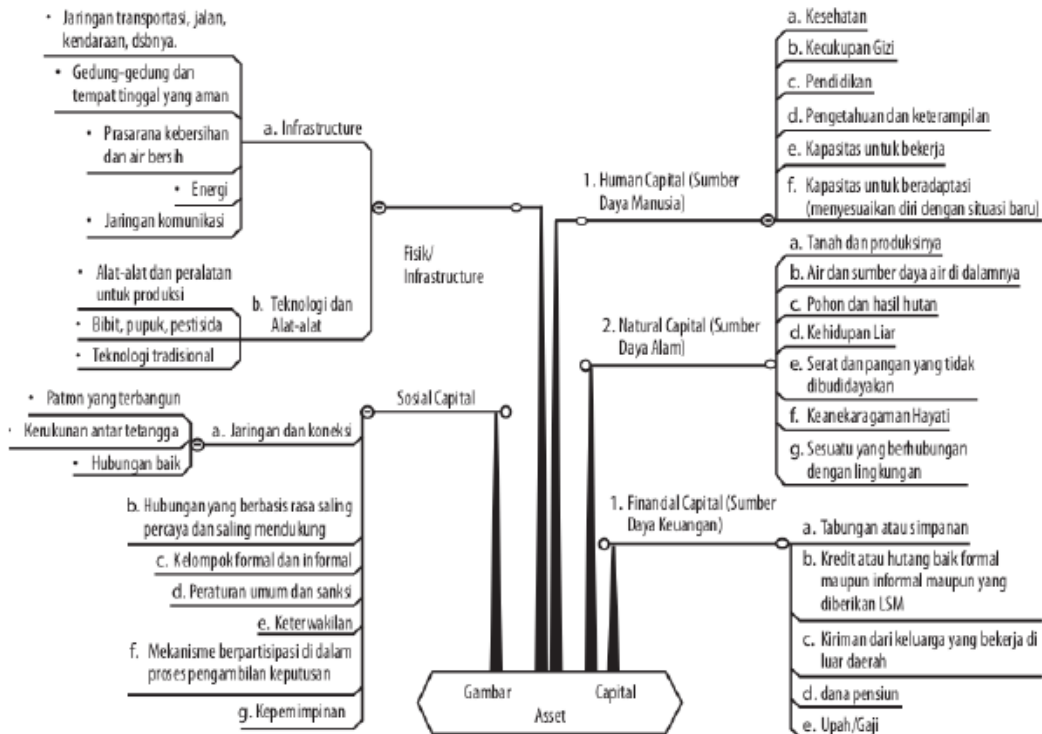 • Jaringan transportasi, jalan,
kendaraan, dsbnya.
• Gedung-gedung dan
tempat tinggal yang aman
• Prasarana kebersihan
dan air bersih
• Energi
• Jaringan komunikasi
a. Infrastructure
Fisik/
Infrastructure
• Alat-alat dan peralatan
untuk produksi
• Bibit, pupuk, pestisida
• Teknologi tradisional
b. Teknologi dan
Alat-alat
Sosial Capital
• Patron yang terbangun
• Kerukunan antar tetangga
• Hubungan baik
a. Jaringan dan koneksi
b. Hubungan yang berbasis rasa saling
percaya dan saling mendukung
c. Kelompok formal dan informal
d. Peraturan umum dan sanksi
e. Keterwakilan
f. Mekanisme berpartisipasi di dalam
proses pengambilan keputusan
g. Kepemimpinan
1. Human Capital (Sumber
Daya Manusia)
a. Kesehatan
b. Kecukupan Gizi
c. Pendidikan
d. Pengetahuan dan keterampilan
e. Kapasitas untuk bekerja
f. Kapasitas untuk beradaptasi
(menyesuaikan diri dengan situasi baru)
2. Natural Capital (Sumber
Daya Alam)
a. Tanah dan produksinya
b. Air dan sumber daya air di dalamnya
c. Pohon dan hasil hutan
d. Kehidupan Liar
e. Serat dan pangan yang tidak
dibudidayakan
f. Keanekaragaman Hayati
g. Sesuatu yang berhubungan
dengan lingkungan
1. Financial Capital (Sumber
Daya Keuangan)
a. Tabungan atau simpanan
b. Kredit atau hutang baik formal
maupun informal maupun yang
diberikan LSM
c. Kiriman dari keluarga yang bekerja di
luar daerah
d. dana pensiun
e. Upah/Gaji
Gambar Capital
Asset